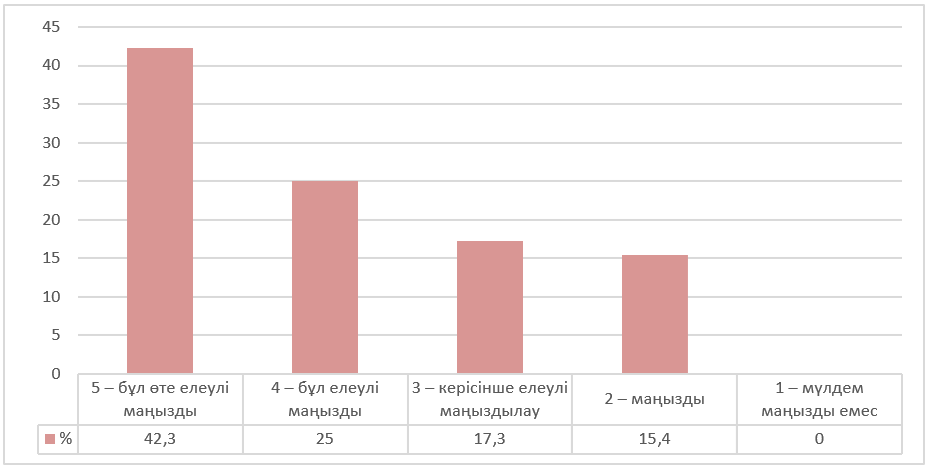 45
40
35
30
25
20
15
10
5
0
5 – бұл өте елеулі
маңызды
4 – бұл елеулі
маңызды
3 – керісінше елеулі
маңыздылау
2 – маңызды
1 – мүлдем
маңызды емес
% 42,3 25 17,3 15,4 0